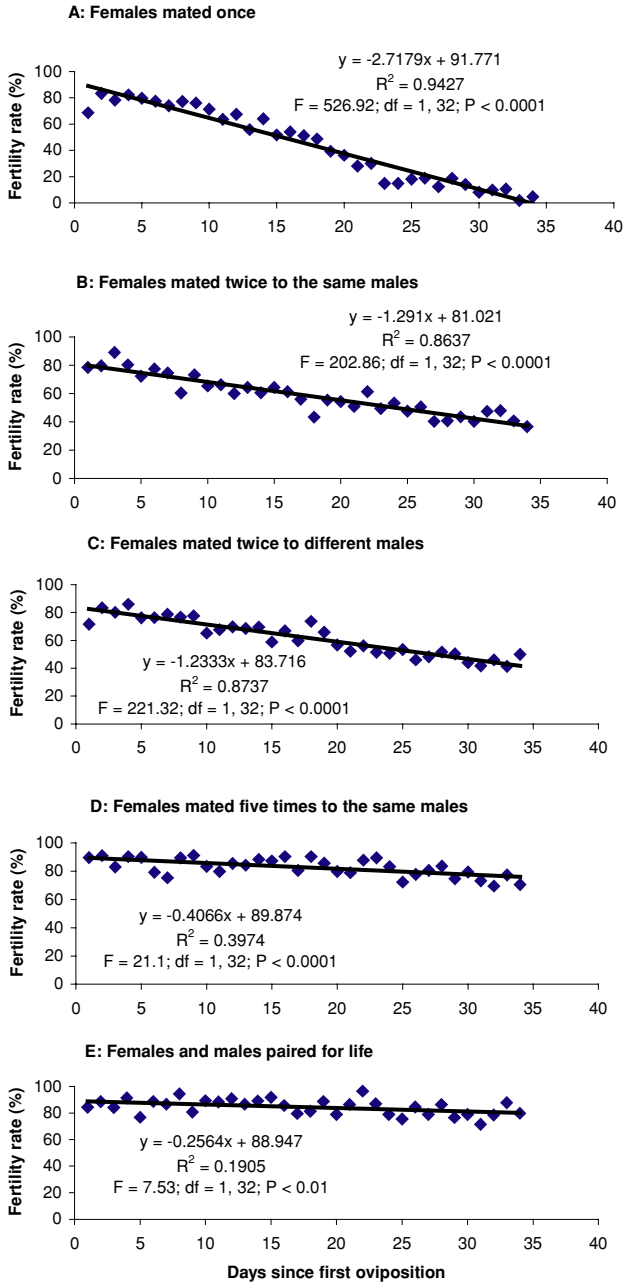 A: Females mated once
y = -2.7179x + 91.771
R² = 0.9427
F = 526.92; df = 1, 32; P < 0.0001
Fertility rate (%)
100
80
60
40
20
0
0 5 10 15 20 25 30 35 40
B: Females mated twice to the same males
y = -1.291x + 81.021
R² = 0.8637
F = 202.86; df = 1, 32; P < 0.0001
Fertility rate (%)
100
80
60
40
20
0
0 5 10 15 20 25 30 35 40
C: Females mated twice to different males
Fertility rate (%)
100
80
60
40
20
0
y = -1.2333x + 83.716
R² = 0.8737
F = 221.32; df = 1, 32; P < 0.0001
0 5 10 15 20 25 30 35 40
D: Females mated five times to the same males
Fertility rate (%)
100
80
60
40
20
0
y = -0.4066x + 89.874
R² = 0.3974
F = 21.1; df = 1, 32; P < 0.0001
0 5 10 15 20 25 30 35 40
E: Females and males paired for life
Fertility rate (%)
100
80
60
40
20
0
y = -0.2564x + 88.947
R² = 0.1905
F = 7.53; df = 1, 32; P < 0.01
0 5 10 15 20 25 30 35 40
Days since first oviposition